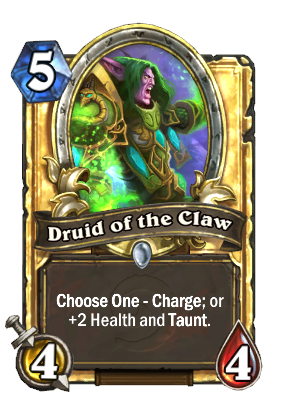 5
Druid of the Claw
Choose One - Charge; or
+2 Health and Taunt.
4
4